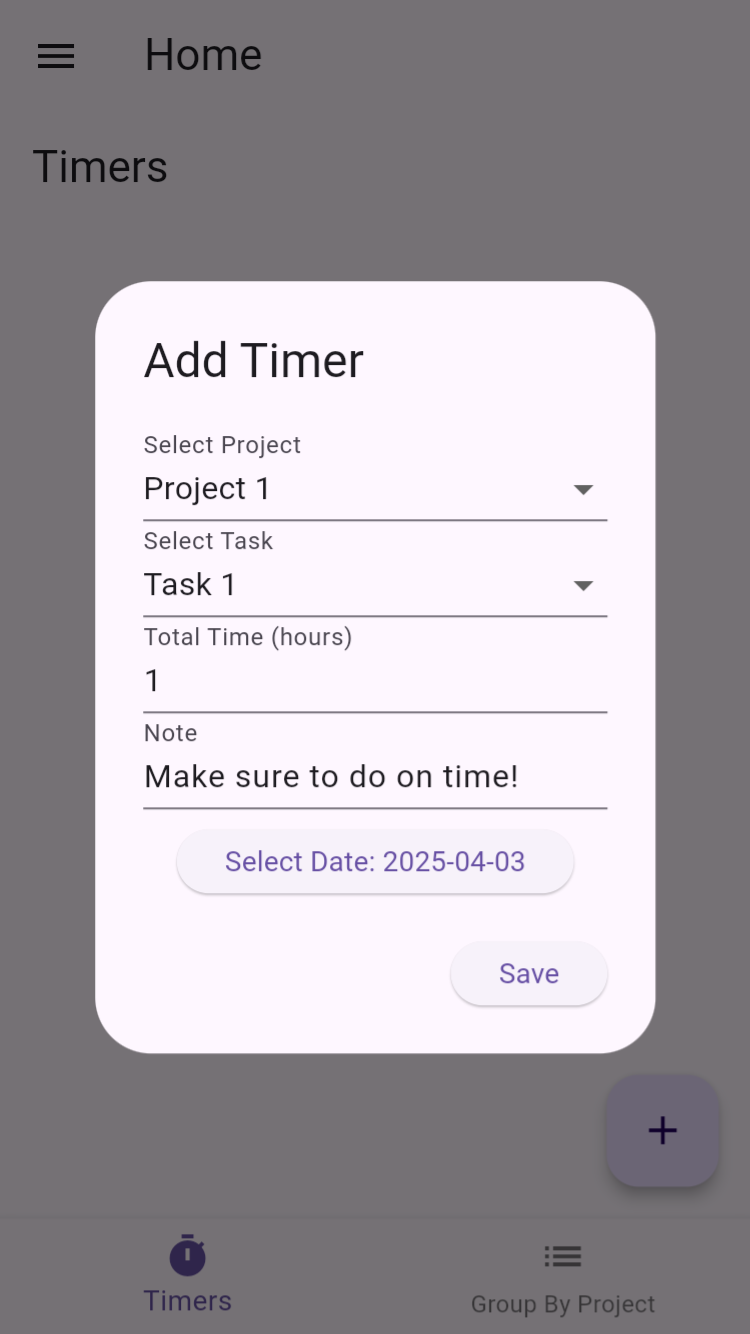 Home
Timers
Add Timer
Select Project
Project 1
Select Task
Task 1
Total Time (hours)
1
Note
Make sure to do on time!
Select Date: 2025-04-03
Save
+
Timers
Group By Project